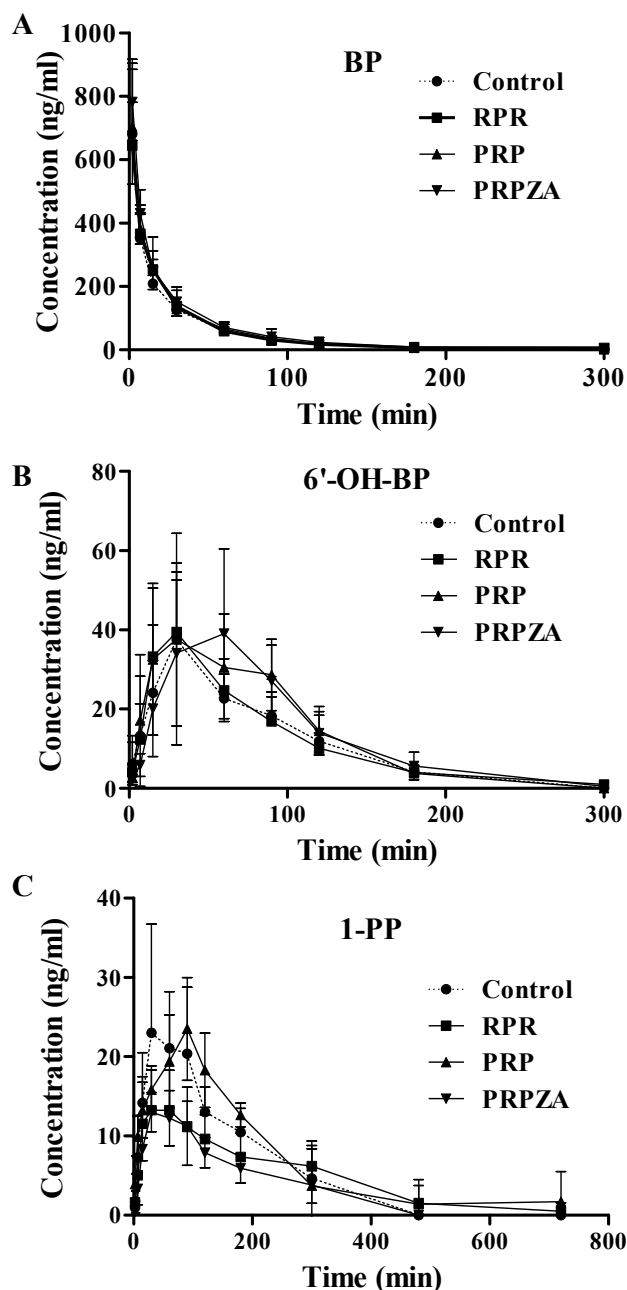 A
BP
Concentration (ng/ml)
1000
800
600
400
200
0
Control
RPR
PRP
PRPZA
0 100 200 300
Time (min)
B
6'-OH-BP
Concentration (ng/ml)
80
60
40
20
0
Control
RPR
PRP
PRPZA
0 100 200 300
Time (min)
C
1-PP
Concentration (ng/ml)
40
30
20
10
0
Control
RPR
PRP
PRPZA
0 200 400 600 800
Time (min)